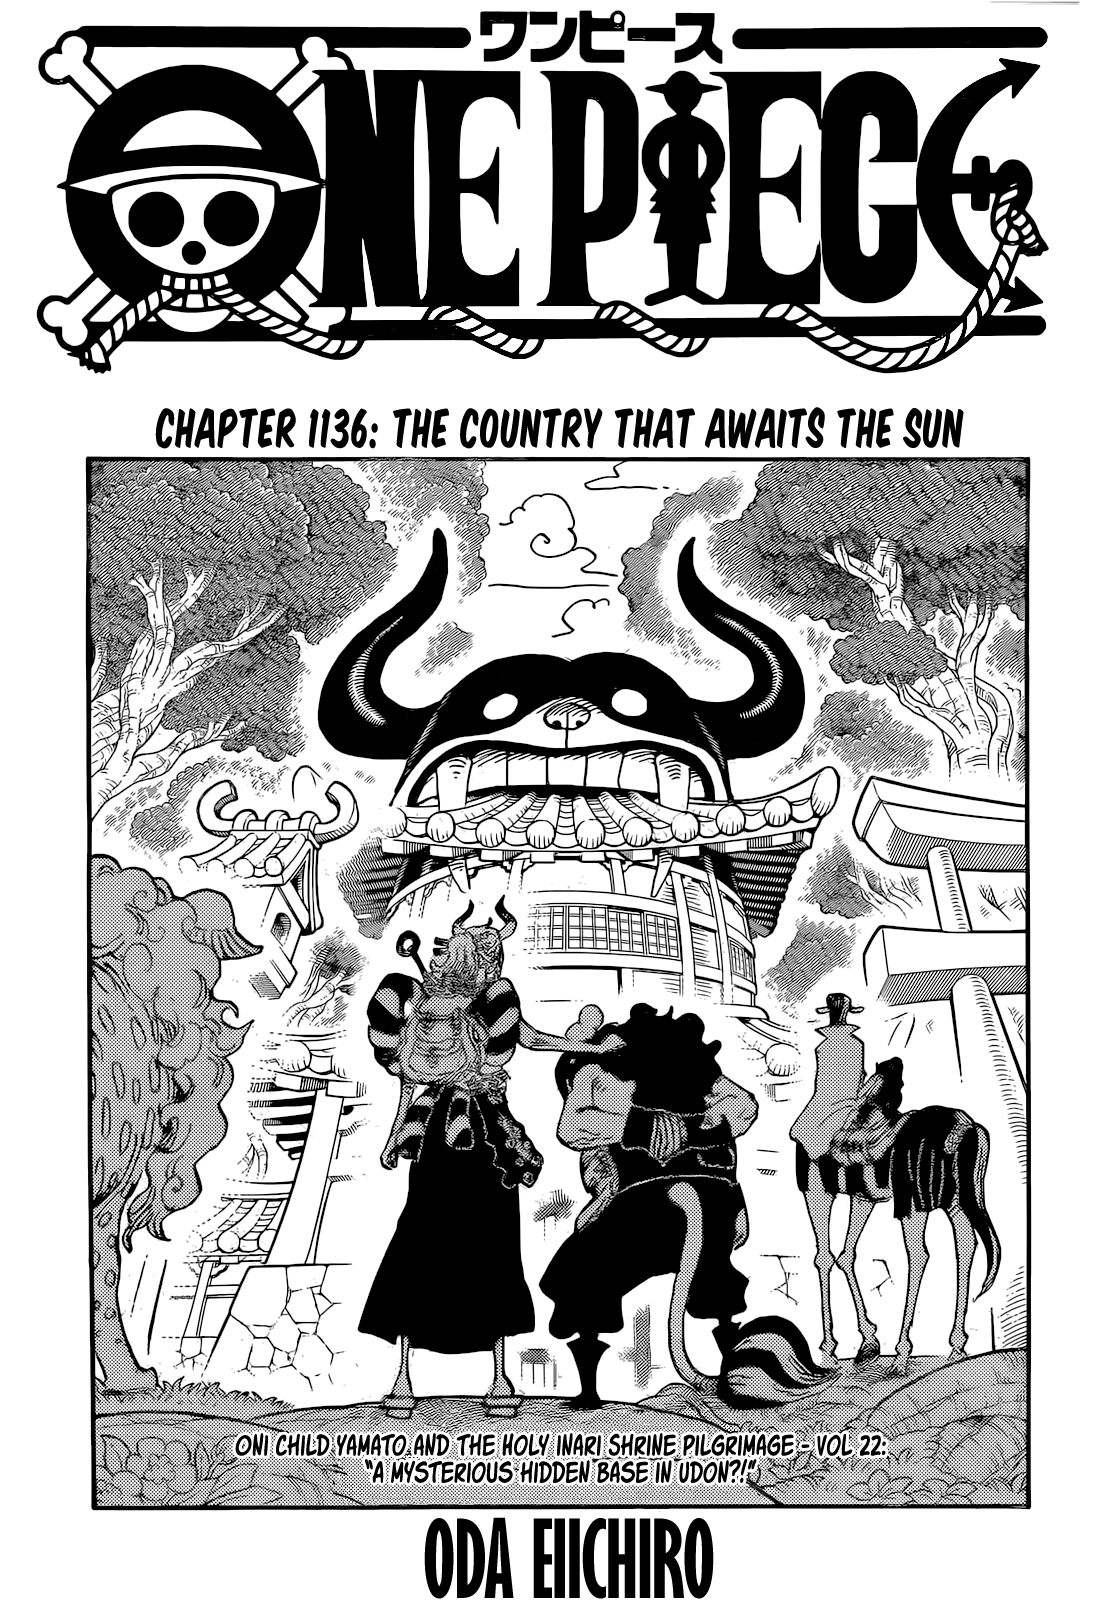 ワンピース
ONE PIECE
CHAPTER 1136: THE COUNTRY THAT AWAITS THE SUN
ONI CHILD YAMATO AND THE HOLY INARI SHRINE PILGRIMAGE - VOL 22:
"A MYSTERIOUS HIDDEN BASE IN UDON?!"
ODA EIICHIRO